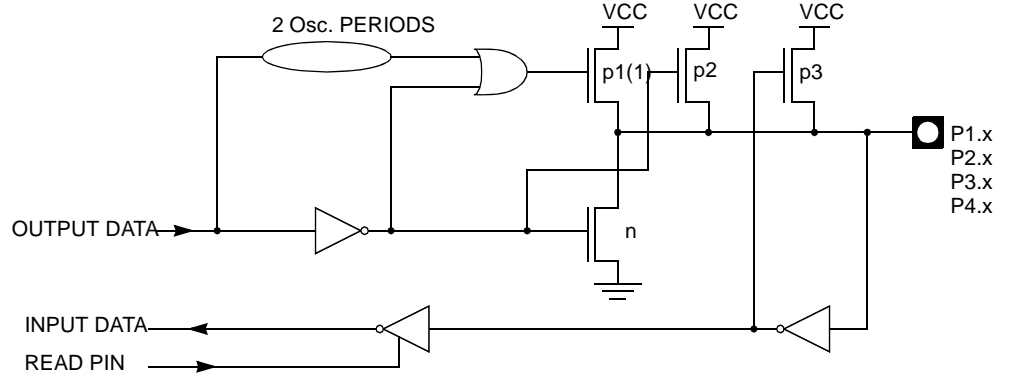 VCC
VCC
VCC
2 Osc. PERIODS
p1(1)
p2
p3
P1.x
P2.x
P3.x
P4.x
OUTPUT DATA
n
INPUT DATA
READ PIN